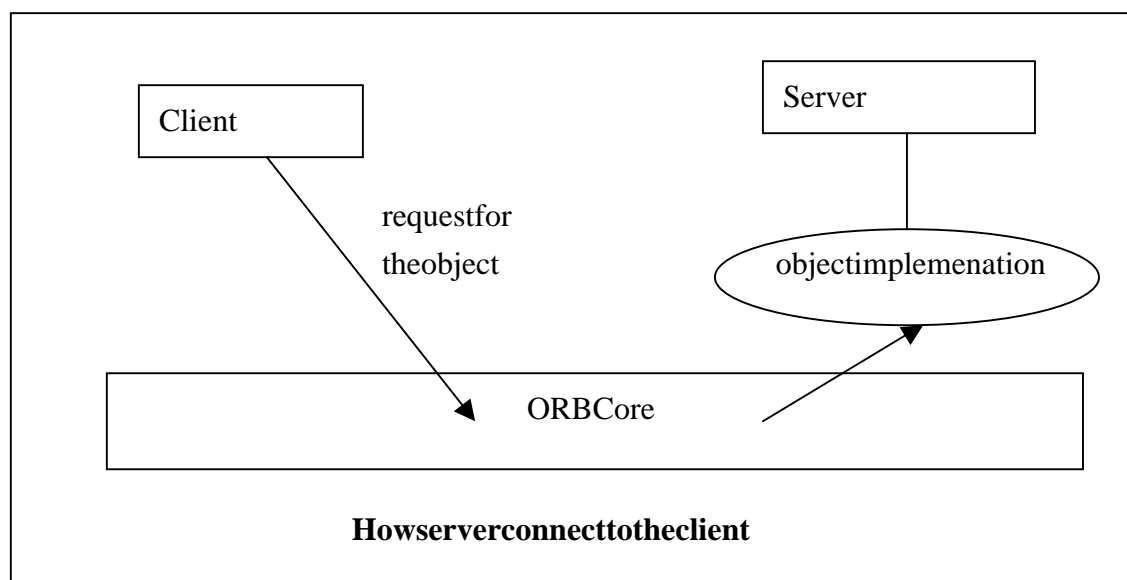 Client
Server
requestfor
theobject
objectimplemenation
ORBCore
Howserverconnecttotheclient